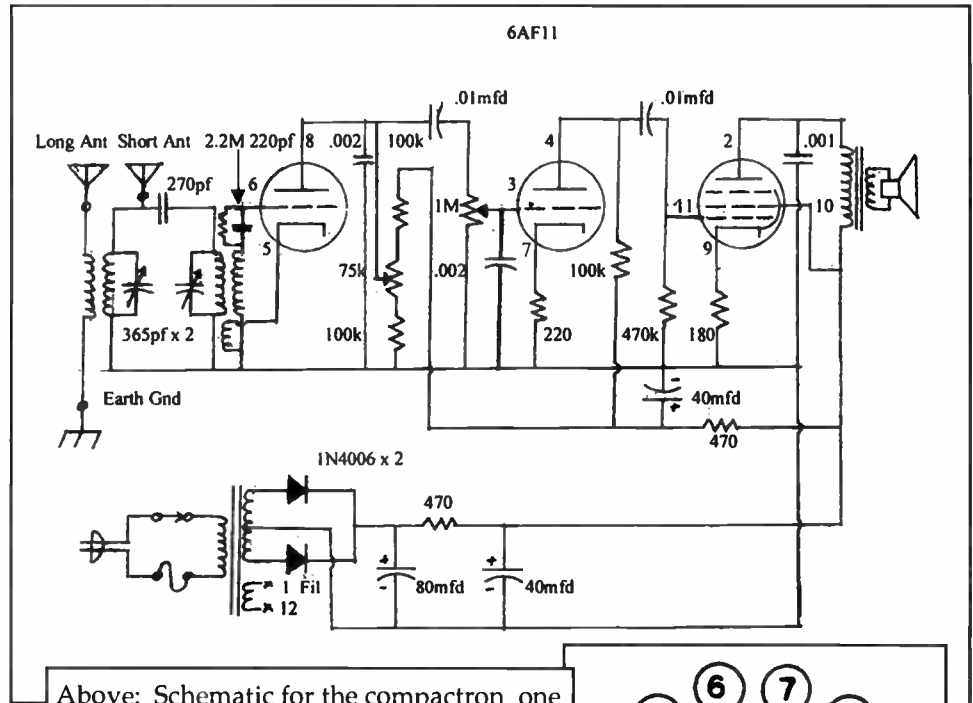 6AF11
.01mfd
.01mfd
Long Ant Short Ant 2.2M 220pf 8 .002 100k
4
2
.001
270pf
6
3
1M
11
10
5
7
9
75k
.002
100k
365pf x 2
100k
220
470k
180
Earth Gnd
-
40mfd
+
470
1N4006 x 2
470
+
+
1 Fil
80mfd
40mfd
-
-
12
Above: Schematic for the compactron one
6 7